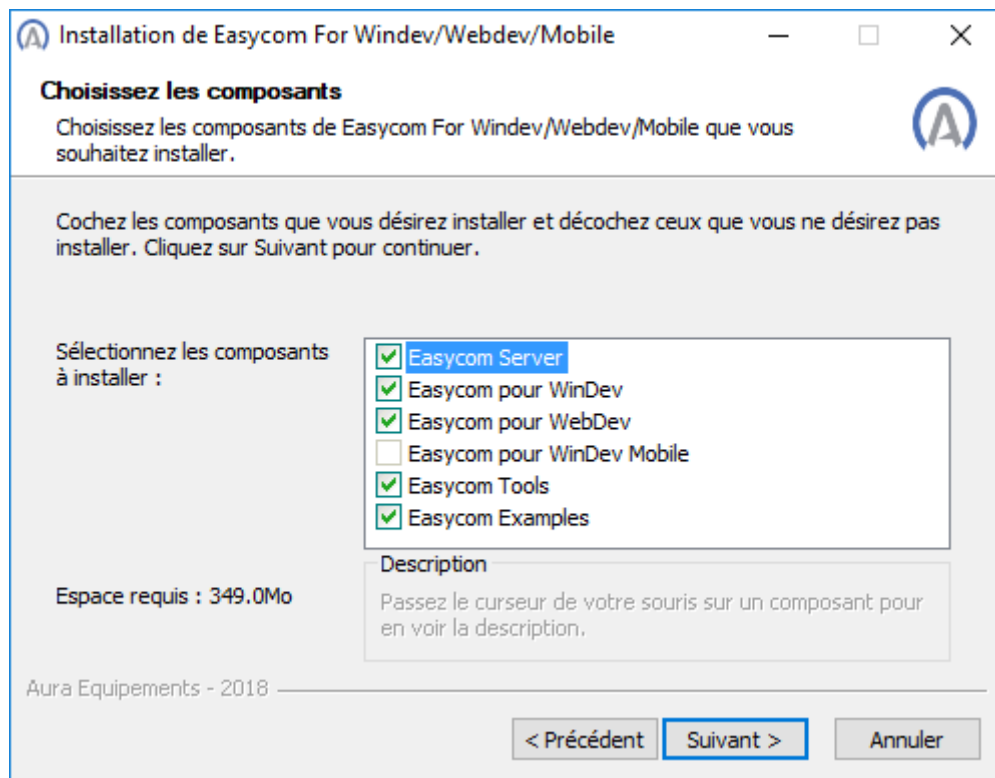 Installation de Easycom For Windev/Webdev/Mobile
Choisissez les composants
Choisissez les composants de Easycom For Windev/Webdev/Mobile que vous
souhaitez installer.
Cochez les composants que vous désirez installer et décochez ceux que vous ne désirez pas
installer. Cliquez sur Suivant pour continuer.
Sélectionnez les composants
à installer :
Easycom Server
Easycom pour WinDev
Easycom pour WebDev
Easycom pour WinDev Mobile
Easycom Tools
Easycom Examples
Espace requis : 349.0Mo
Description
Passez le curseur de votre souris sur un composant pour
en voir la description.
Aura Equipements - 2018
< Précédent
Suivant >
Annuler